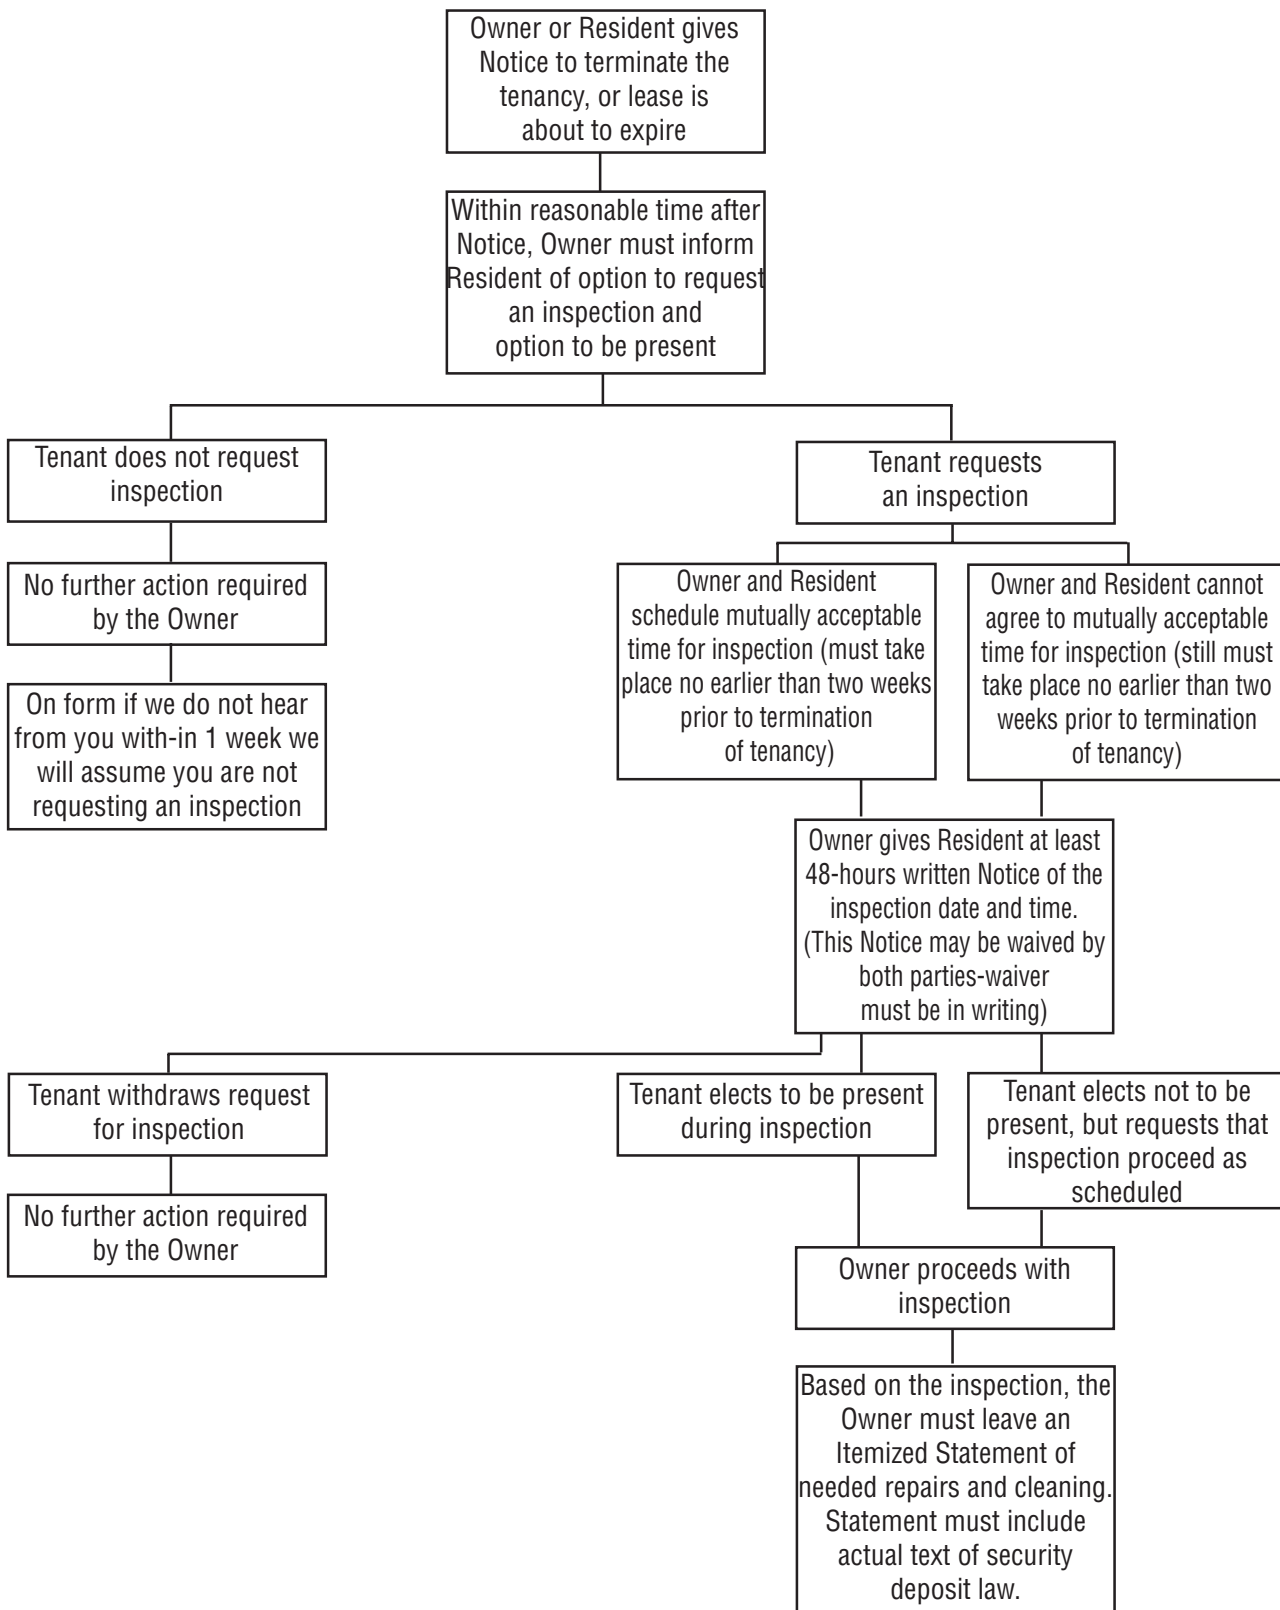 Owner or Resident gives
Notice to terminate the
tenancy, or lease is
about to expire
Within reasonable time after
Notice, Owner must inform
Resident of option to request
an inspection and
option to be present
Tenant does not request
inspection
No further action required
by the Owner
On form if we do not hear
from you with-in 1 week we
will assume you are not
requesting an inspection
Tenant requests
an inspection
Owner and Resident
schedule mutually acceptable
time for inspection (must take
place no earlier than two weeks
prior to termination
of tenancy)
Owner and Resident cannot
agree to mutually acceptable
time for inspection (still must
take place no earlier than two
weeks prior to termination
of tenancy)
Owner gives Resident at least
48-hours written Notice of the
inspection date and time.
(This Notice may be waived by
both parties-waiver
must be in writing)
Tenant withdraws request
for inspection
No further action required
by the Owner
Tenant elects to be present
during inspection
Tenant elects not to be
present, but requests that
inspection proceed as
scheduled
Owner proceeds with
inspection
Based on the inspection, the
Owner must leave an
Itemized Statement of
needed repairs and cleaning.
Statement must include
actual text of security
deposit law.